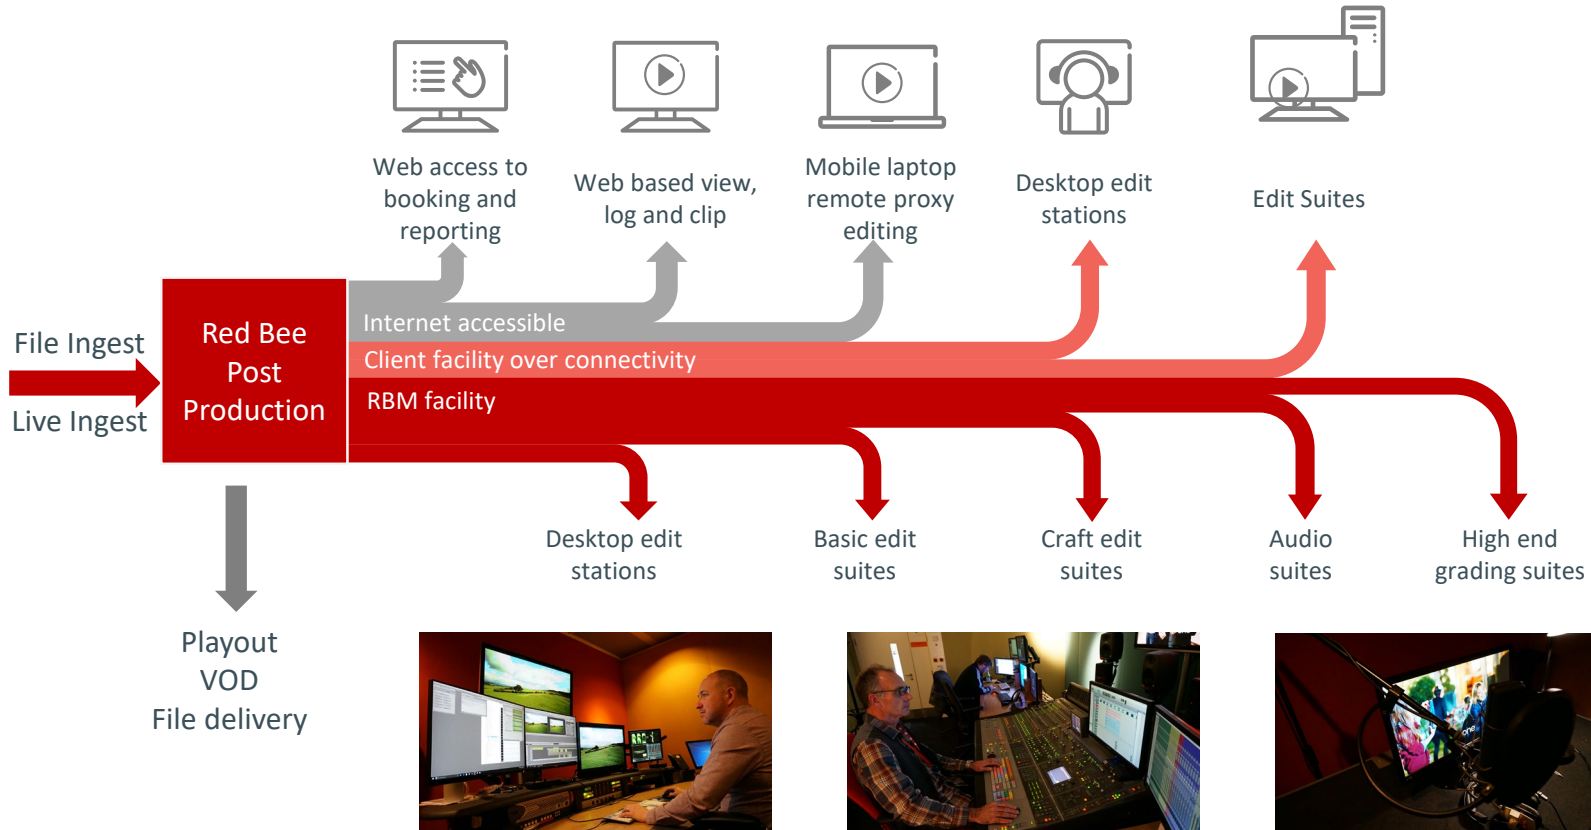 Web access to
booking and
reporting
Web based view,
log and clip
Mobile laptop
remote proxy
editing
Desktop edit
stations
Edit Suites
File Ingest
Live Ingest
Red Bee
Post
Production
Internet accessible
Client facility over connectivity
RBM facility
Desktop edit
stations
Basic edit
suites
Craft edit
suites
Audio
suites
High end
grading suites
Playout
VOD
File delivery
one